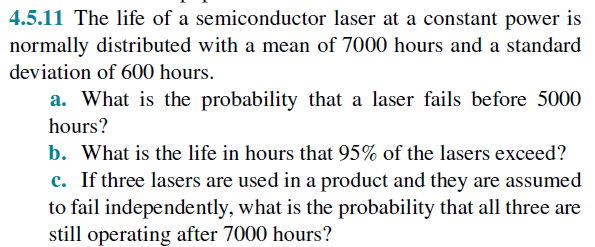 4.5.11 The life of a semiconductor laser at a constant power is
normally distributed with a mean of 7000 hours and a standard
deviation of 600 hours.
a. What is the probability that a laser fails before 5000
hours?
b. What is the life in hours that 95% of the lasers exceed?
c. If three lasers are used in a product and they are assumed
to fail independently, what is the probability that all three are
still operating after 7000 hours?